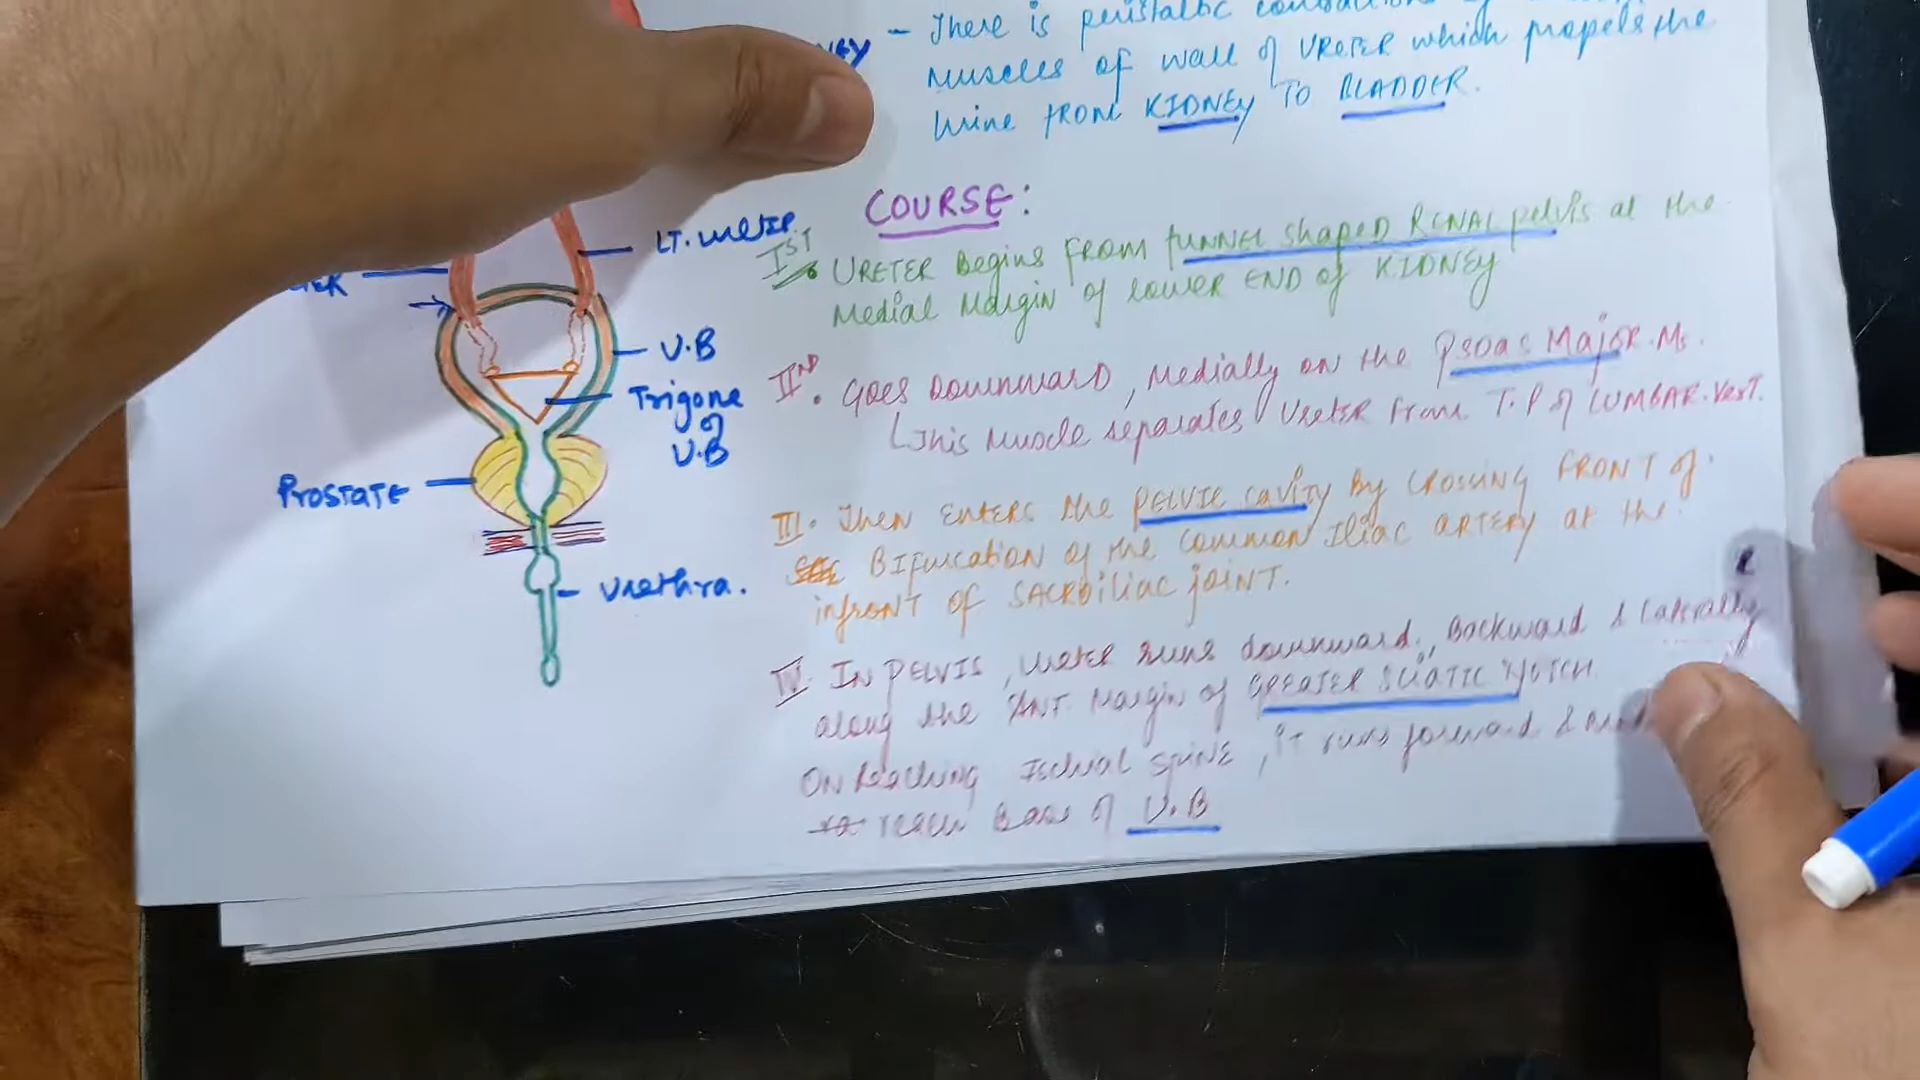 - There is peristaltic
muscles of wall of URETER which propels the
urine from KIDNEY TO BLADDER.
COURSE:
IST URETER Begins From funnel shaped RENAL pelvis at the
Medial Margin of lower END of KIDNEY
IIND. Goes Downward, Medially on the Psoas Major. Ms.
This Muscle separates Ureter from T.P of LUMBAR. Vert.
III. Then enters the PELVIC cavity By crossing FRONT of
Bifurcation of the common Iliac artery at the
infront of SACROiliac joint.
IV. In PELVIS, ureter runs downward, Backward & laterally
along the ANT. Margin of GREATER SCIATIC NOTCH.
On Reaching Ischial spine, it runs forward &
reach Base of U.B
LT. ureter.
U.B
Trigone
of
U.B
Prostate
Urethra.